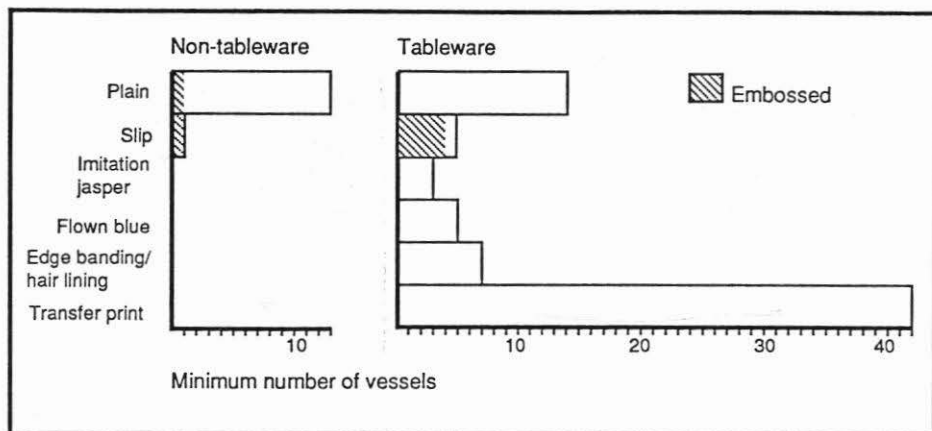 Non-tableware
Tableware
Plain
Embossed
Slip
Imitation
jasper
Flown blue
Edge banding/
hair lining
Transfer print
10
10
20
30
40
Minimum number of vessels